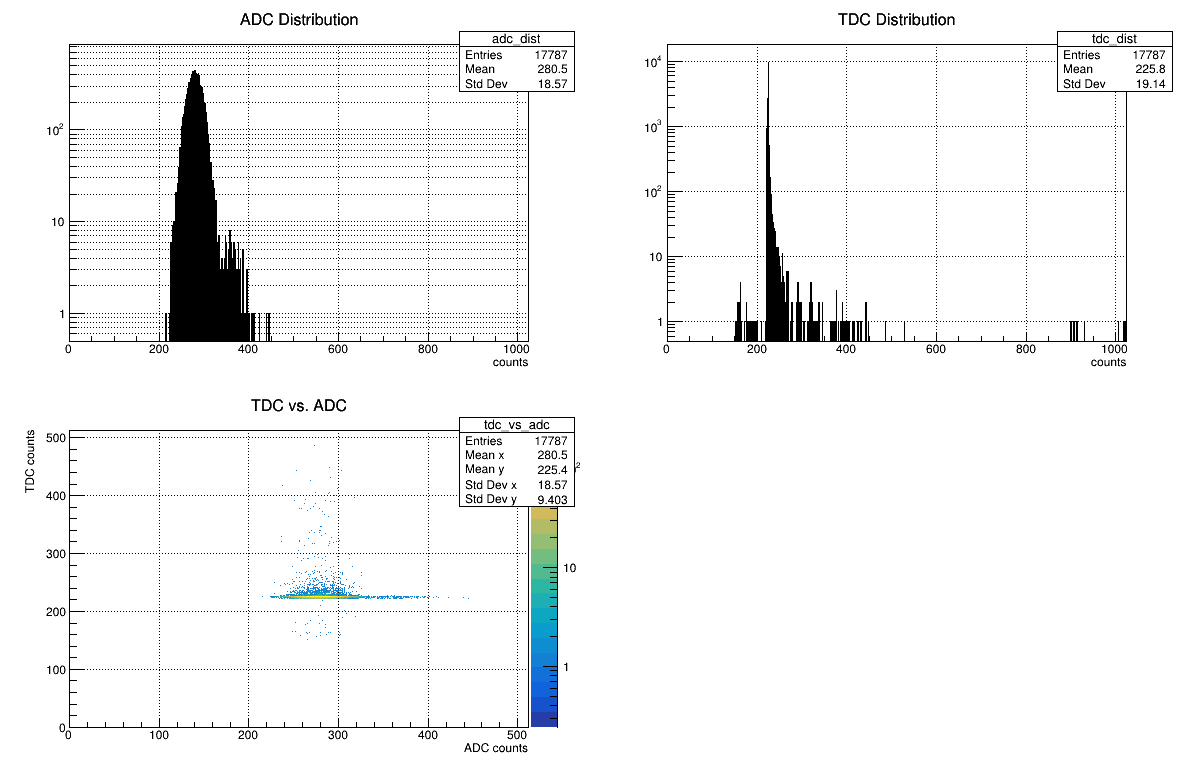 ADC Distribution
adc_dist
Entries 17787
Mean 280.5
Std Dev 18.57
10²
10
1
0 200 400 600 800 1000
counts
TDC Distribution
tdc_dist
Entries 17787
Mean 225.8
Std Dev 19.14
10⁴
10³
10²
10
1
0 200 400 600 800 1000
counts
TDC vs. ADC
tdc_vs_adc
Entries 17787
Mean x 280.5
Mean y 225.4
Std Dev x 18.57
Std Dev y 9.403
TDC counts
500
400
300
200
100
0
0 100 200 300 400 500
ADC counts
2
10
1